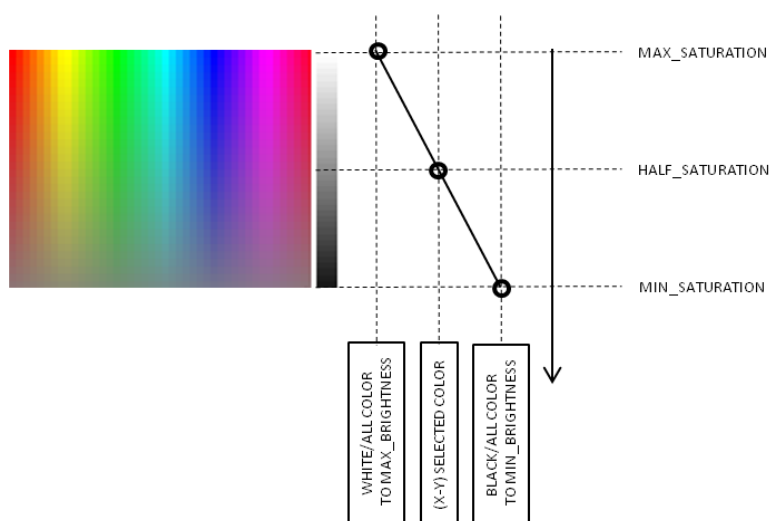 MAX_SATURATION
HALF_SATURATION
MIN_SATURATION
WHITE/ALL COLOR
TO MAX_BRIGHTNESS
(X-Y) SELECTED COLOR
BLACK/ALL COLOR
TO MIN_BRIGHTNESS